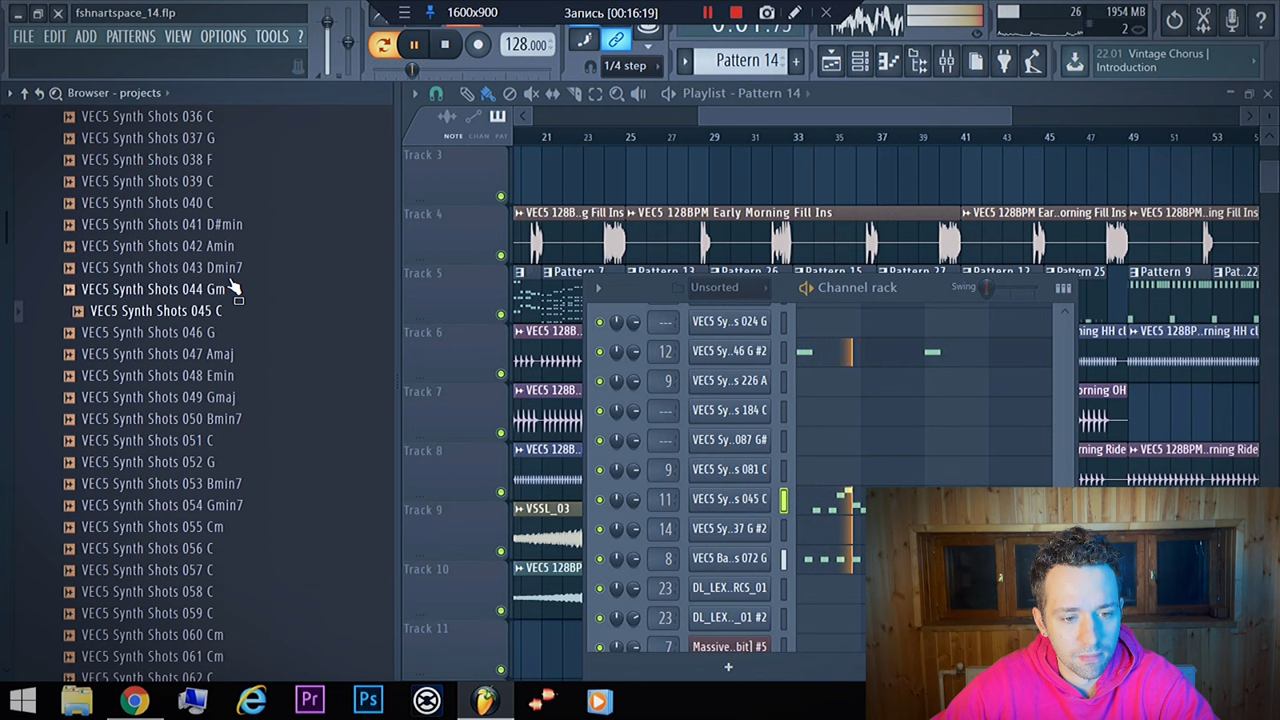 fshnartspace_14.flp
1600x900
Запись [00:16:19]
FILE EDIT ADD PATTERNS VIEW OPTIONS TOOLS ?
128.000
1/4 step
Pattern 14
26
1954 MB
2
22.01 Vintage Chorus |
Introduction
Browser - projects
Playlist - Pattern 14
NOTE CHAN PAT
21 23 25 27 29 31 33 35 37 39 41 43 45 47 49 51 53
VEC5 Synth Shots 036 C
VEC5 Synth Shots 037 G
VEC5 Synth Shots 038 F
VEC5 Synth Shots 039 C
VEC5 Synth Shots 040 C
VEC5 Synth Shots 041 D#min
VEC5 Synth Shots 042 Amin
VEC5 Synth Shots 043 Dmin7
VEC5 Synth Shots 044 Gm
VEC5 Synth Shots 045 C
VEC5 Synth Shots 046 G
VEC5 Synth Shots 047 Amaj
VEC5 Synth Shots 048 Emin
VEC5 Synth Shots 049 Gmaj
VEC5 Synth Shots 050 Bmin7
VEC5 Synth Shots 051 C
VEC5 Synth Shots 052 G
VEC5 Synth Shots 053 Bmin7
VEC5 Synth Shots 054 Gmin7
VEC5 Synth Shots 055 Cm
VEC5 Synth Shots 056 C
VEC5 Synth Shots 057 C
VEC5 Synth Shots 058 C
VEC5 Synth Shots 059 C
VEC5 Synth Shots 060 Cm
VEC5 Synth Shots 061 Cm
VEC5 Synth Shots 062 C
Track 3
Track 4
VEC5 128B..g Fill Ins
VEC5 128BPM Early Morning Fill Ins
VEC5 128BPM Ear..orning Fill Ins
VEC5 128BPM..ing Fill Ins
Track 5
Pattern 7
Pattern 13
Pattern 26
Pattern 15
Pattern 14
Pattern 12
Pattern 25
Pattern 9
Pat..22
Track 6
VEC5 128B.
rning HH cl
VEC5 128BP..rning HH cl
Track 7
VEC5 128B.
orning OH
Track 8
VEC5 128B.
orning Ride
VEC5 128BPM..orning Ride
Track 9
VSSL_03
Track 10
VEC5 128BP
Track 11
Unsorted
Channel rack
Swing
--- VEC5 Sy..s 024 G
12 VEC5 Sy..46 G #2
9 VEC5 Sy..s 226 A
--- VEC5 Sy..s 184 C
--- VEC5 Sy..087 G#
9 VEC5 Sy..s 081 C
11 VEC5 Sy..s 045 C
14 VEC5 Sy..37 G #2
8 VEC5 Ba..s 072 G
23 DL_LEX..RCS_01
23 DL_LEX.._01 #2
7 Massive..bit] #5
+
Pr
Ps